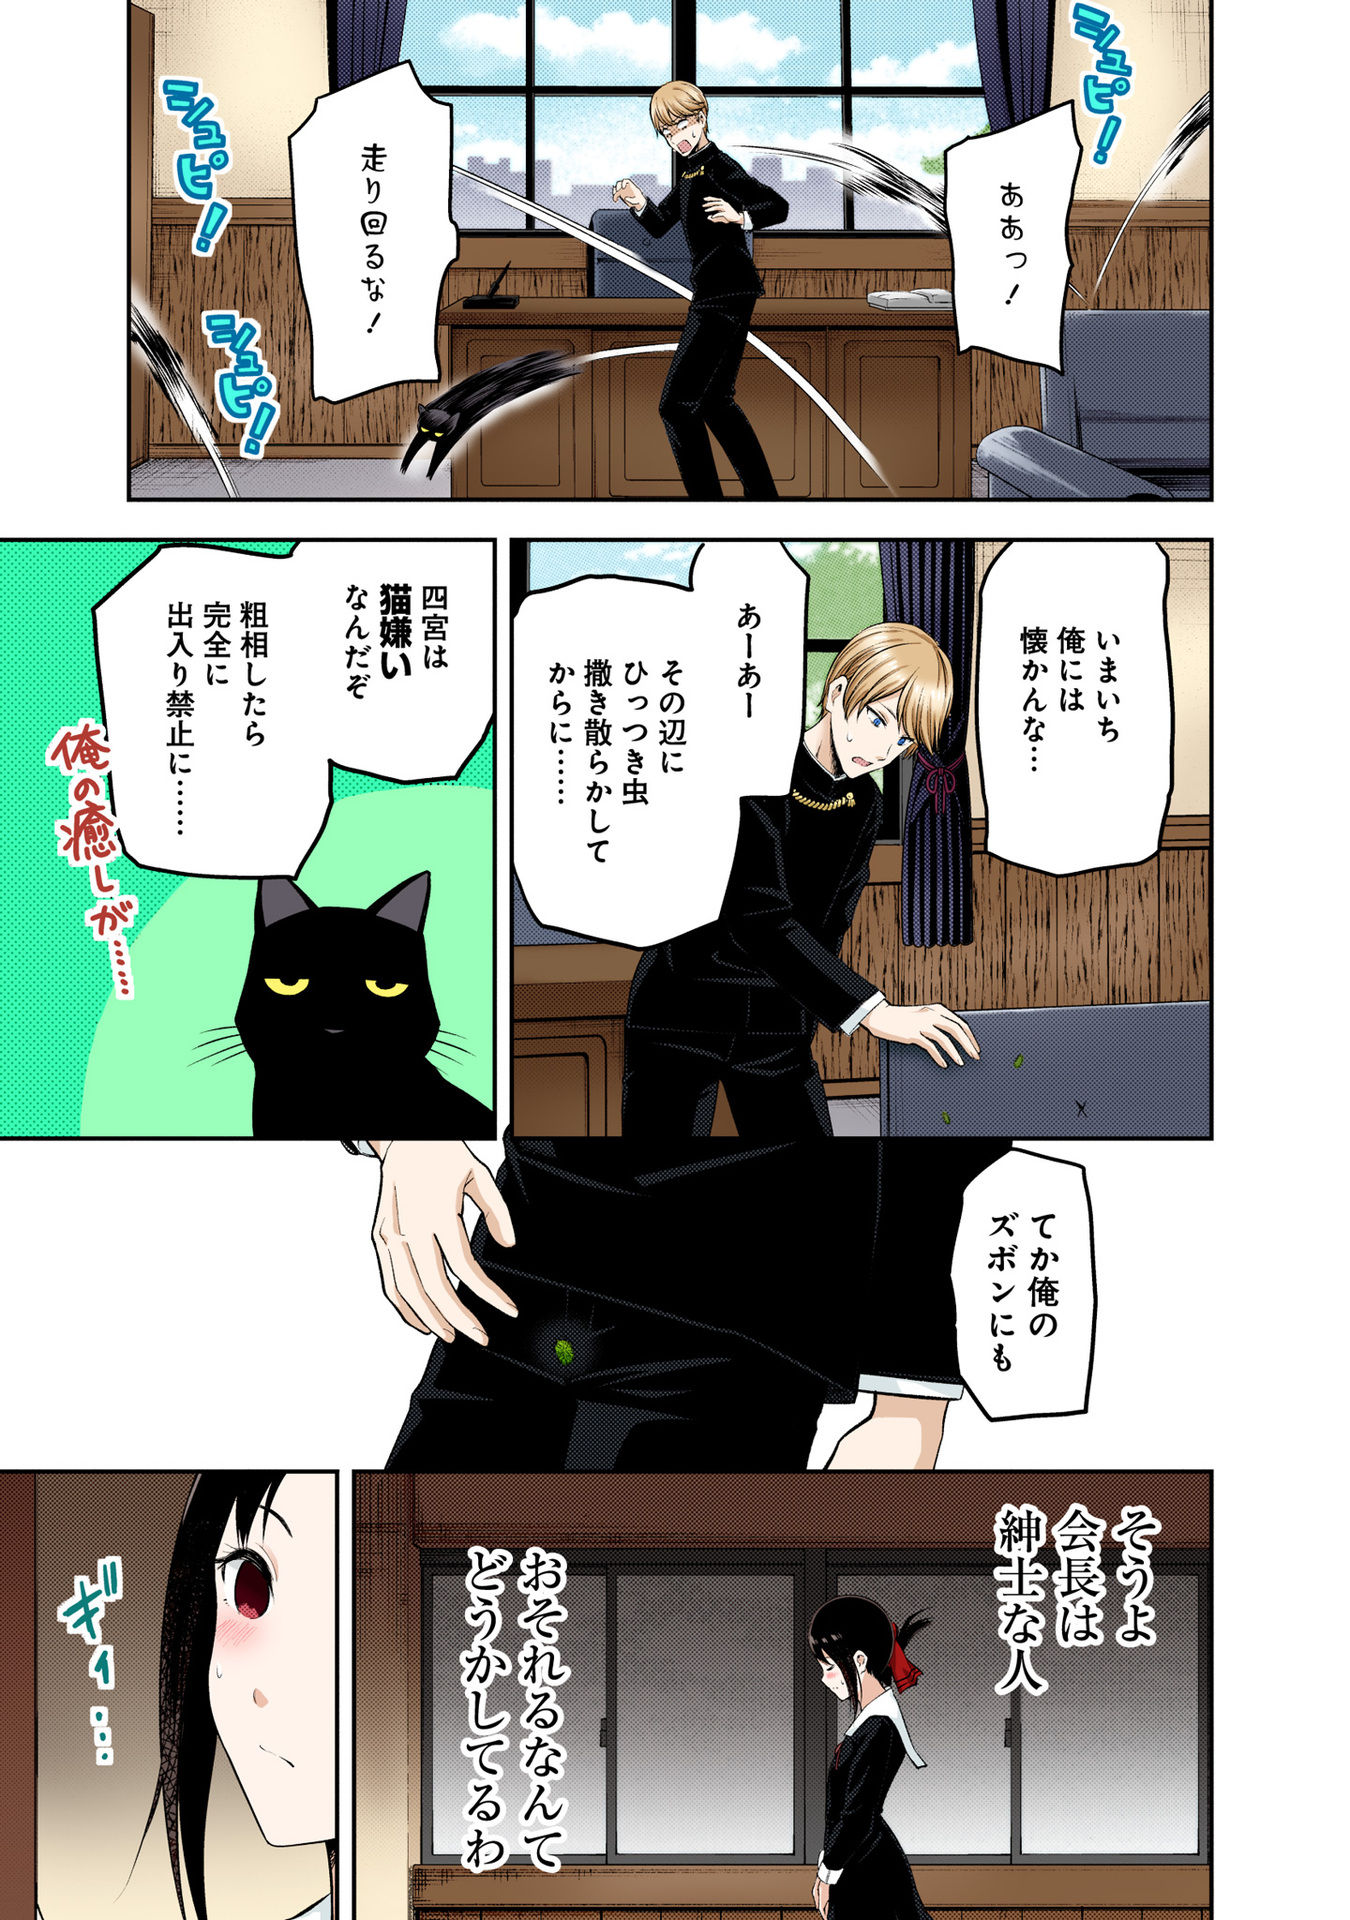 シュピ!
ああっ!
走り回るな!
シュピ!
シュピ!
いまいち
俺には
懐かんな…
あーあー
その辺に
ひっつき虫
撒き散らかして
からに……
四宮は
猫嫌い
なんだぞ
粗相したら
完全に
出入り禁止に……
俺の癒しが……
てか俺の
ズボンにも
そうよ
会長は
紳士な人
おそれるなんて
どうかしてるわ
ギィ…